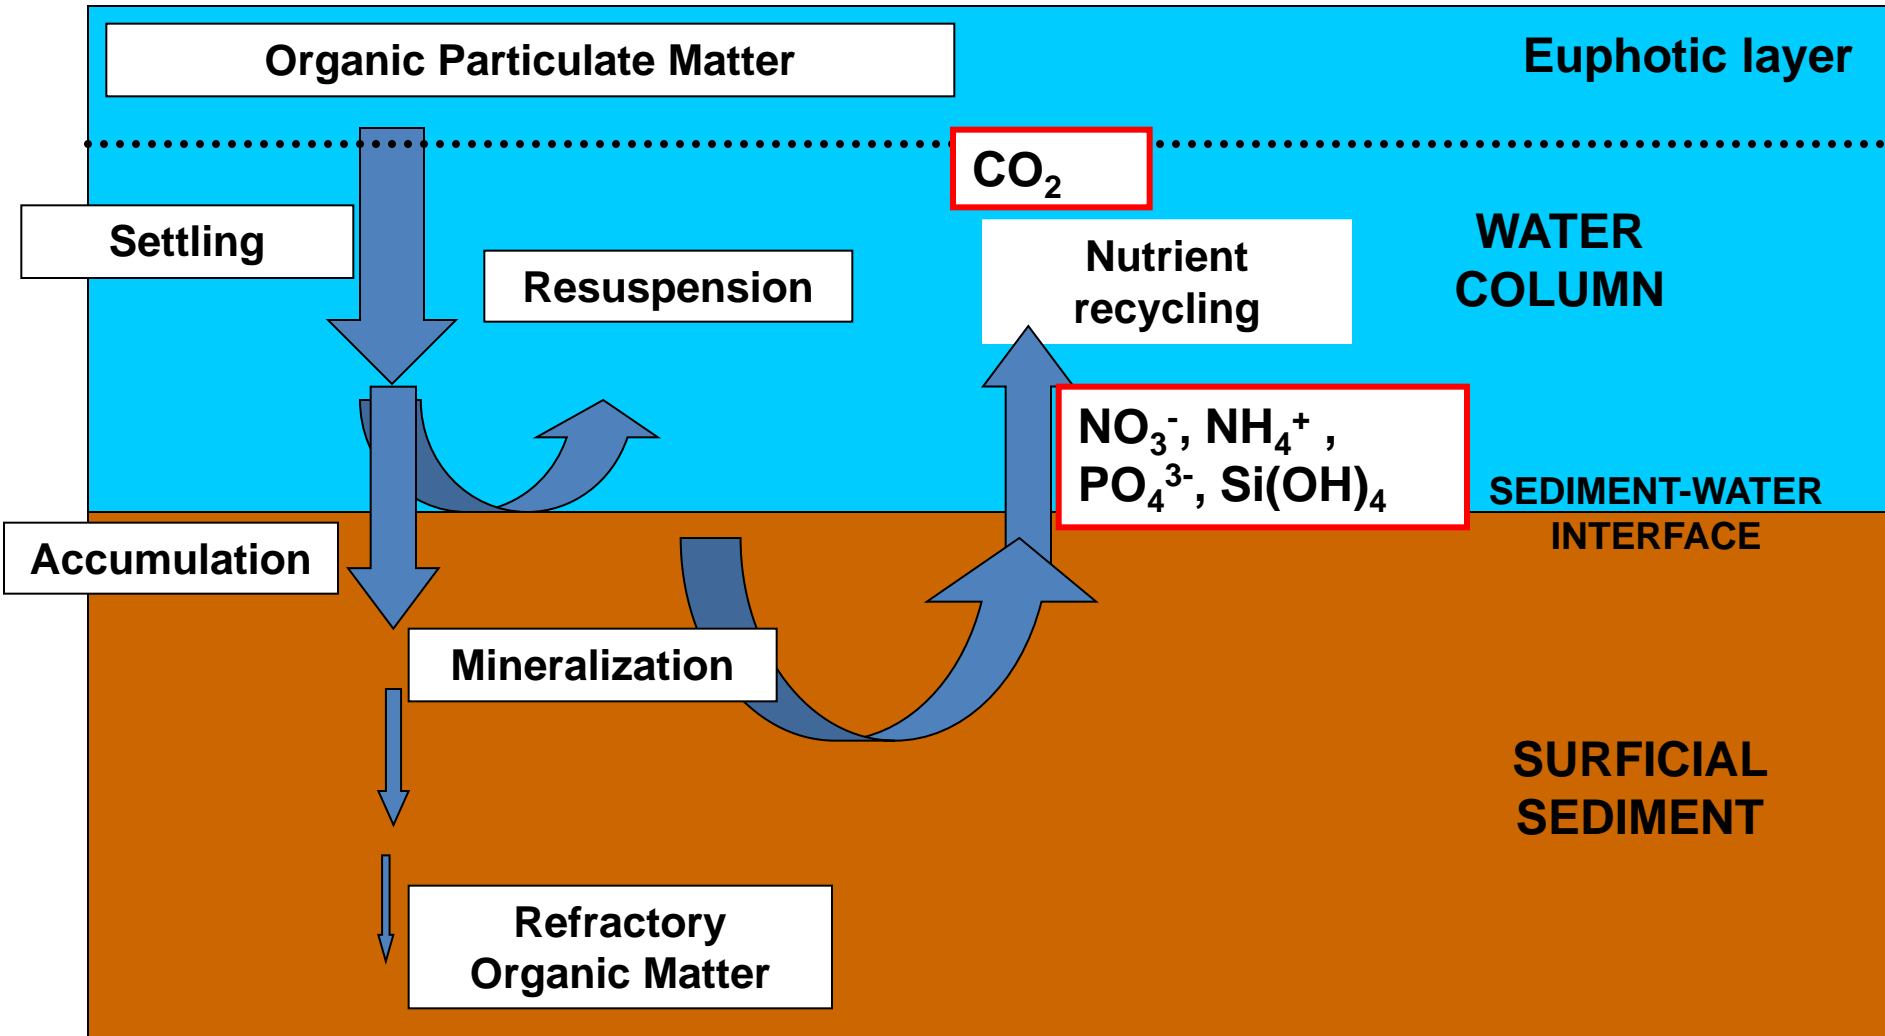 Organic Particulate Matter
Euphotic layer
CO₂
Settling
Resuspension
Nutrient
recycling
WATER
COLUMN
NO₃⁻, NH₄⁺ ,
PO₄³⁻, Si(OH)₄
SEDIMENT-WATER
INTERFACE
Accumulation
Mineralization
SURFICIAL
SEDIMENT
Refractory
Organic Matter